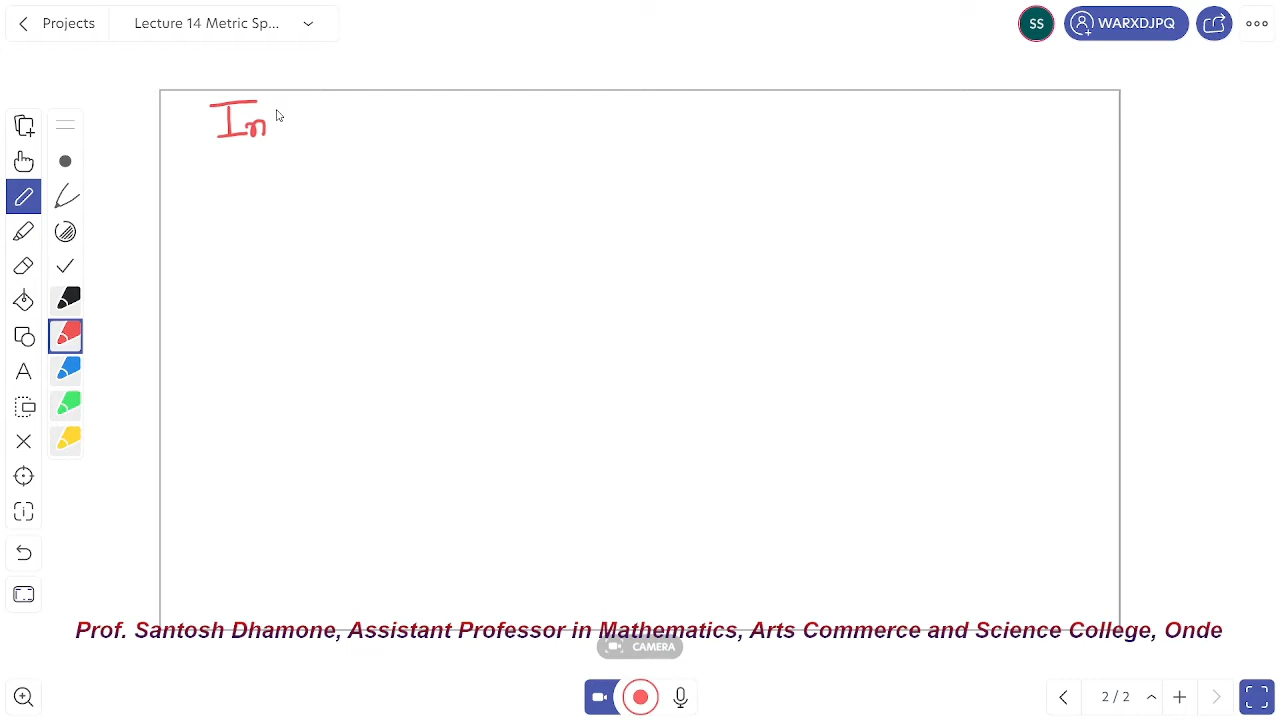 Projects
Lecture 14 Metric Sp...
SS
WARXDJPQ
In
A
Prof. Santosh Dhamone, Assistant Professor in Mathematics, Arts Commerce and Science College, Onde
CAMERA
2 / 2